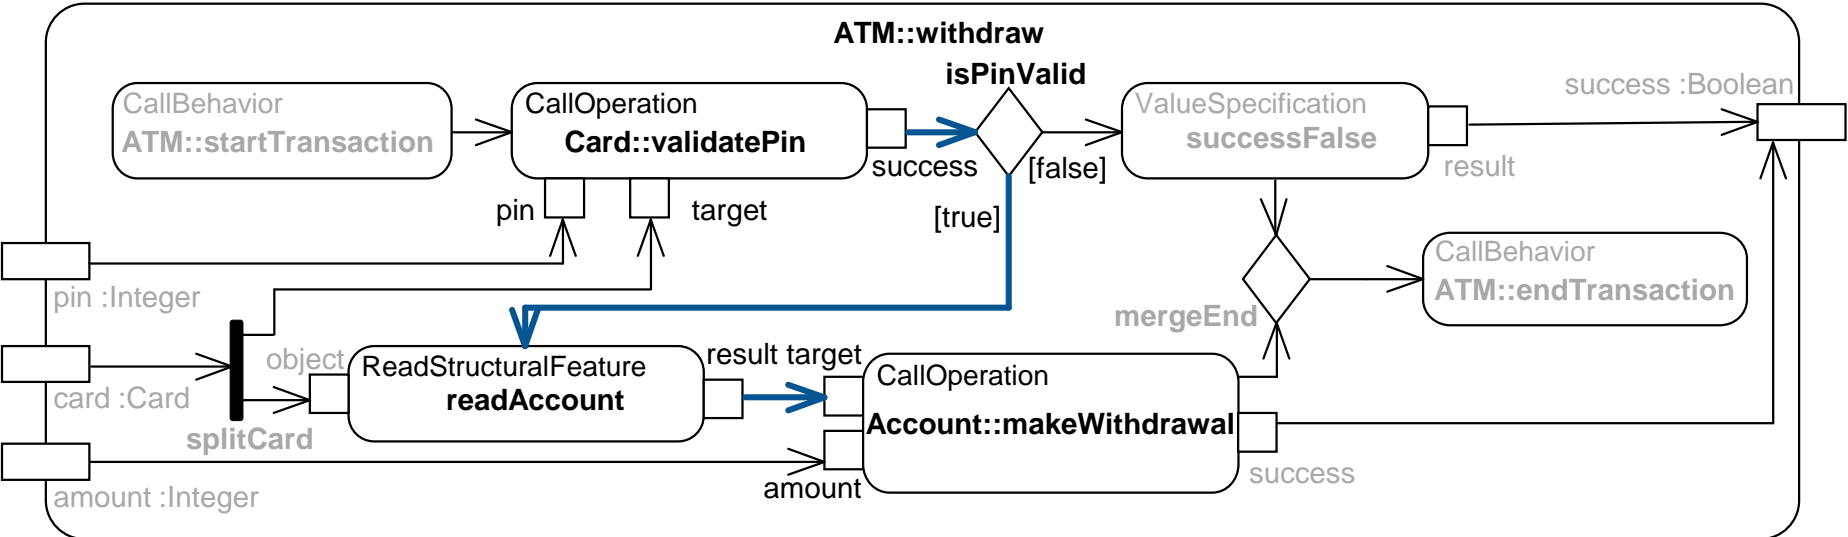 ATM::withdraw
isPinValid
success :Boolean
CallBehavior
ATM::startTransaction
CallOperation
Card::validatePin
success
[false]
ValueSpecification
successFalse
result
pin
target
[true]
CallBehavior
ATM::endTransaction
pin :Integer
mergeEnd
object
ReadStructuralFeature
readAccount
result target
CallOperation
Account::makeWithdrawal
card :Card
splitCard
success
amount :Integer
amount